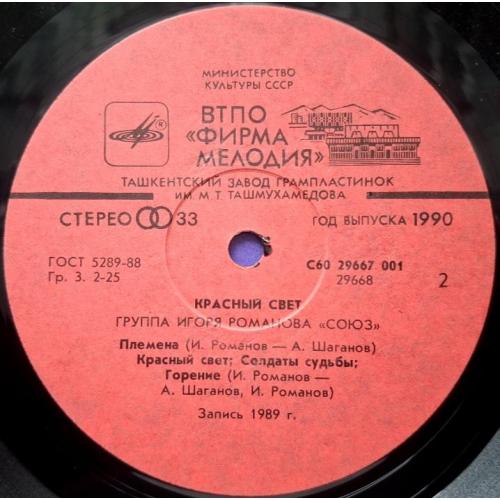 МИНИСТЕРСТВО
КУЛЬТУРЫ СССР
ВТПО
«ФИРМА
МЕЛОДИЯ»
ТАШКЕНТСКИЙ ЗАВОД ГРАМПЛАСТИНОК
ИМ. М. Т. ТАШМУХАМЕДОВА
СТЕРЕО 33
ГОД ВЫПУСКА 1990
ГОСТ 5289-88
Гр. 3. 2-25
С60 29667 001
29668
2
КРАСНЫЙ СВЕТ
ГРУППА ИГОРЯ РОМАНОВА «СОЮЗ»
Племена (И. Романов — А. Шаганов)
Красный свет; Солдаты судьбы;
Горение (И. Романов —
А. Шаганов, И. Романов)
Запись 1989 г.